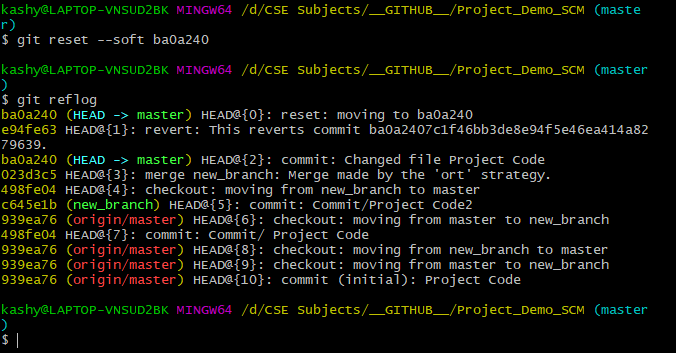 kashy@LAPTOP-VNSUD2BK MINGW64 /d/CSE Subjects/__GITHUB__/Project_Demo_SCM (maste
r)
$ git reset --soft ba0a240
kashy@LAPTOP-VNSUD2BK MINGW64 /d/CSE Subjects/__GITHUB__/Project_Demo_SCM (master
)
$ git reflog
ba0a240 (HEAD -> master) HEAD@{0}: reset: moving to ba0a240
e94fe63 HEAD@{1}: revert: This reverts commit ba0a2407c1f46bb3de8e94f5e46ea414a82
79639.
ba0a240 (HEAD -> master) HEAD@{2}: commit: Changed file Project Code
023d3c5 HEAD@{3}: merge new_branch: Merge made by the 'ort' strategy.
498fe04 HEAD@{4}: checkout: moving from new_branch to master
c645e1b (new_branch) HEAD@{5}: commit: Commit/Project Code2
939ea76 (origin/master) HEAD@{6}: checkout: moving from master to new_branch
498fe04 HEAD@{7}: commit: Commit/ Project Code
939ea76 (origin/master) HEAD@{8}: checkout: moving from new_branch to master
939ea76 (origin/master) HEAD@{9}: checkout: moving from master to new_branch
939ea76 (origin/master) HEAD@{10}: commit (initial): Project Code
kashy@LAPTOP-VNSUD2BK MINGW64 /d/CSE Subjects/__GITHUB__/Project_Demo_SCM (master
)
$